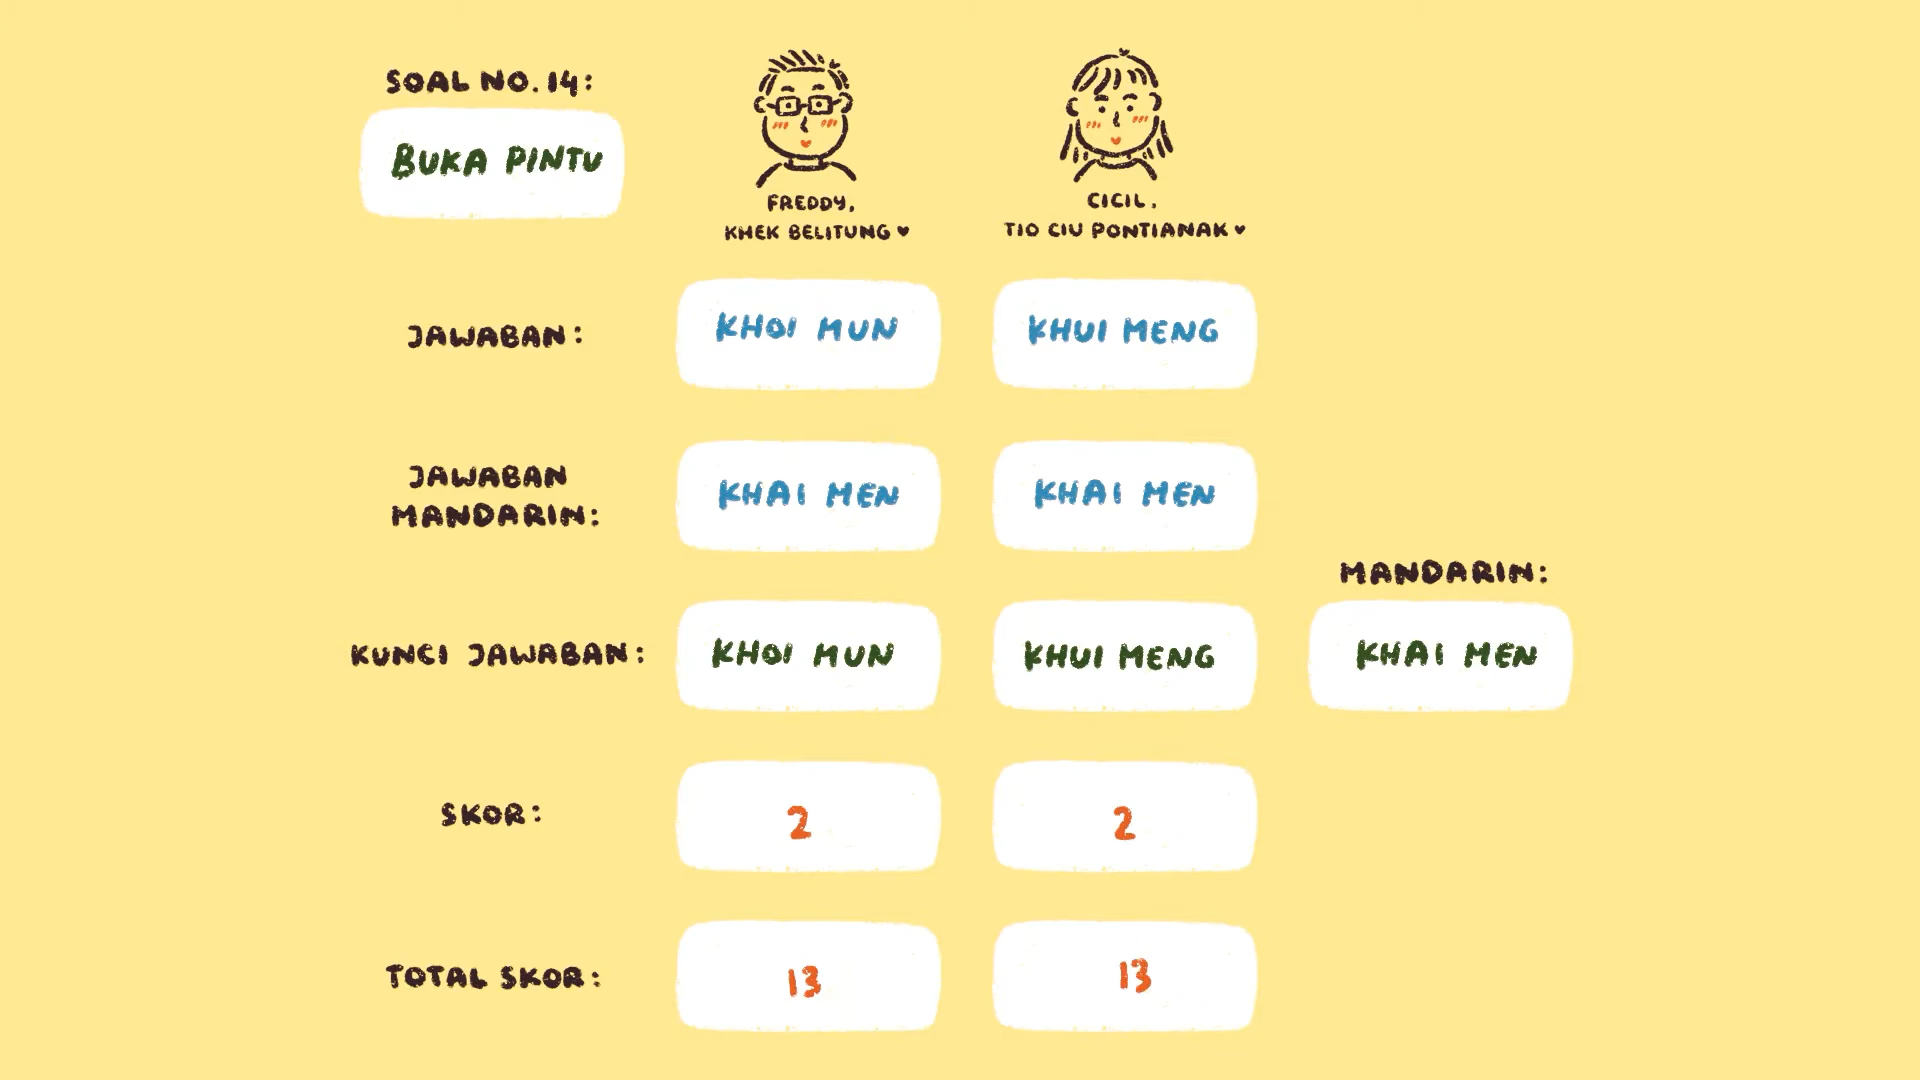 SOAL NO. 14:
BUKA PINTU
FREDDY,
KHEK BELITUNG ♥
CICIL,
TIO CIU PONTIANAK ♥
JAWABAN:
KHOI MUN
KHUI MENG
JAWABAN
MANDARIN:
KHAI MEN
KHAI MEN
KUNCI JAWABAN:
KHOI MUN
KHUI MENG
MANDARIN:
KHAI MEN
SKOR:
2
2
TOTAL SKOR:
13
13